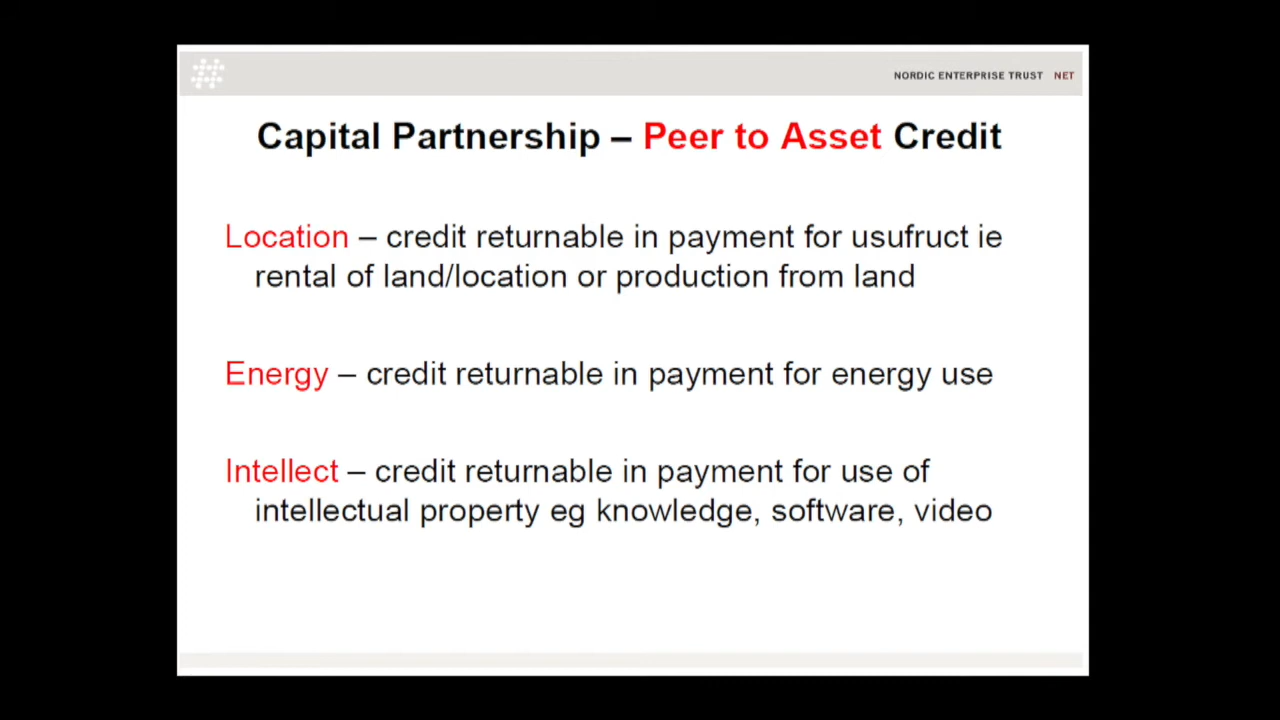 NORDIC ENTERPRISE TRUST NET
Capital Partnership – Peer to Asset Credit
Location – credit returnable in payment for usufruct ie
rental of land/location or production from land
Energy – credit returnable in payment for energy use
Intellect – credit returnable in payment for use of
intellectual property eg knowledge, software, video